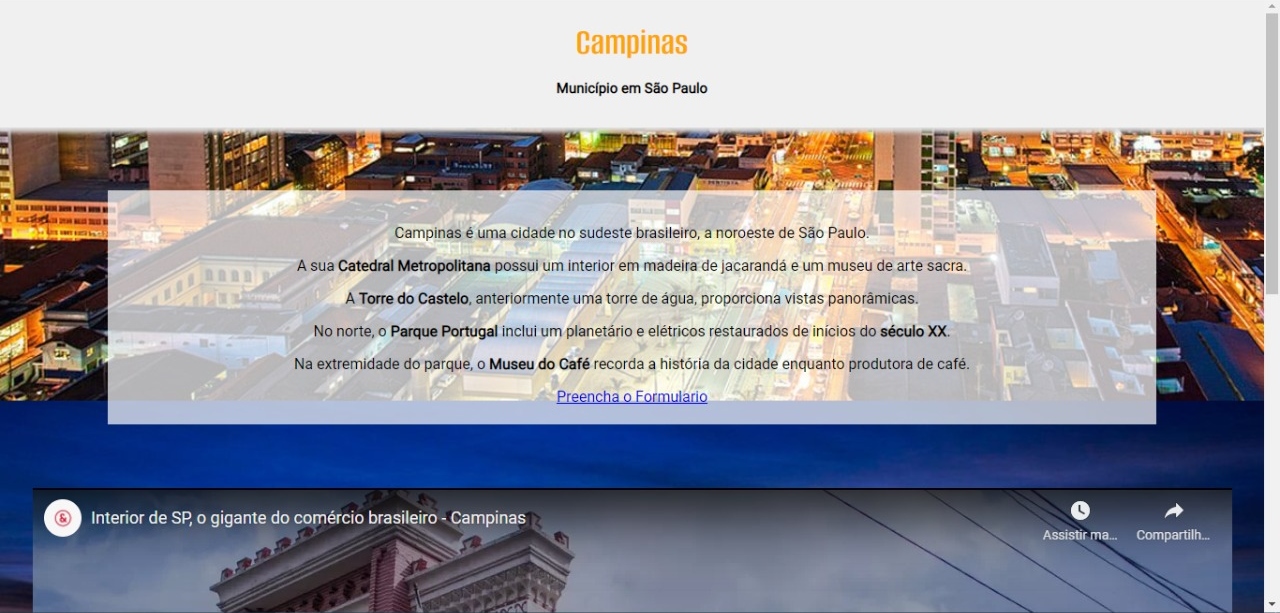 Campinas
Município em São Paulo
Campinas é uma cidade no sudeste brasileiro, a noroeste de São Paulo.
A sua Catedral Metropolitana possui um interior em madeira de jacarandá e um museu de arte sacra.
A Torre do Castelo, anteriormente uma torre de água, proporciona vistas panorâmicas.
No norte, o Parque Portugal inclui um planetário e elétricos restaurados de inícios do século XX.
Na extremidade do parque, o Museu do Café recorda a história da cidade enquanto produtora de café.
Preencha o Formulario
& Interior de SP, o gigante do comércio brasileiro - Campinas
Assistir ma... Compartilh...